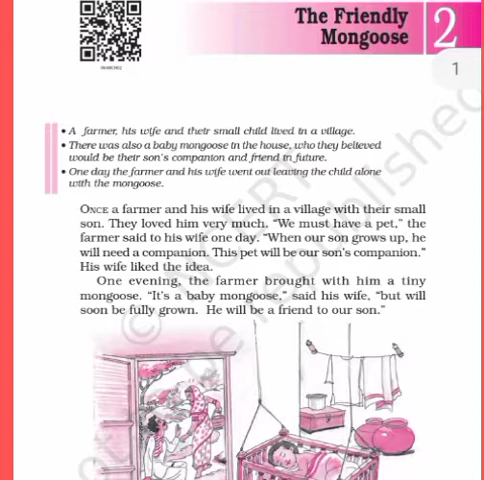 The Friendly
Mongoose
2
1
• A farmer, his wife and their small child lived in a village.
• There was also a baby mongoose in the house, who they believed
would be their son's companion and friend in future.
• One day the farmer and his wife went out leaving the child alone
with the mongoose.
ONCE a farmer and his wife lived in a village with their small
son. They loved him very much. “We must have a pet,” the
farmer said to his wife one day. “When our son grows up, he
will need a companion. This pet will be our son's companion.”
His wife liked the idea.
One evening, the farmer brought with him a tiny
mongoose. “It's a baby mongoose,” said his wife, “but will
soon be fully grown. He will be a friend to our son.”
© NCERT
not to be republished